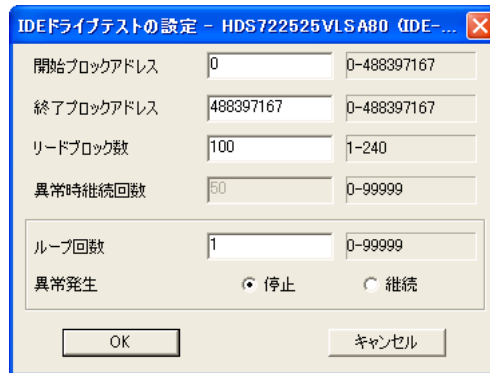 IDEドライブテストの設定 - HDS722525VLSA80 (IDE-...
開始ブロックアドレス 0 0-488397167
終了ブロックアドレス 488397167 0-488397167
リードブロック数 100 1-240
異常時継続回数 50 0-99999
ループ回数 1 0-99999
異常発生 停止 継続
OK キャンセル